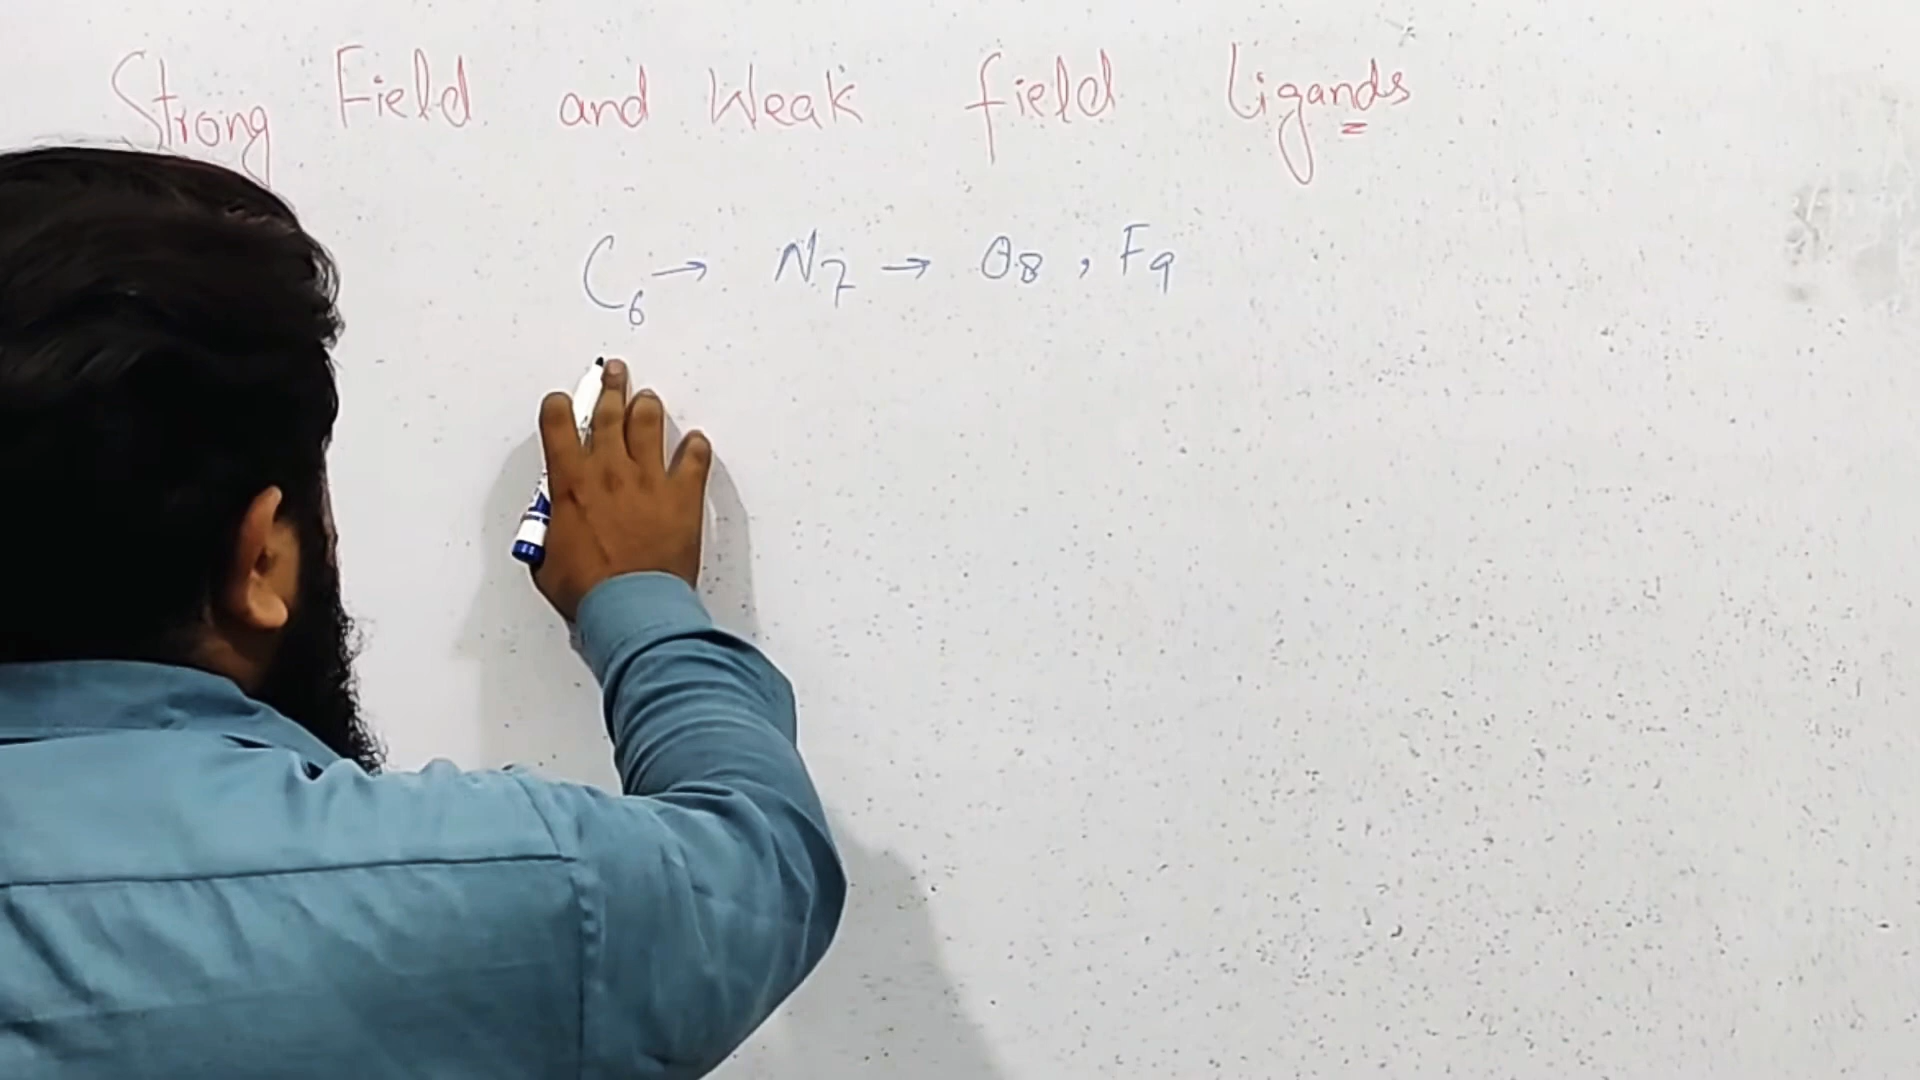 Strong Field and Weak field ligands
C6 → N7 → O8 , F9